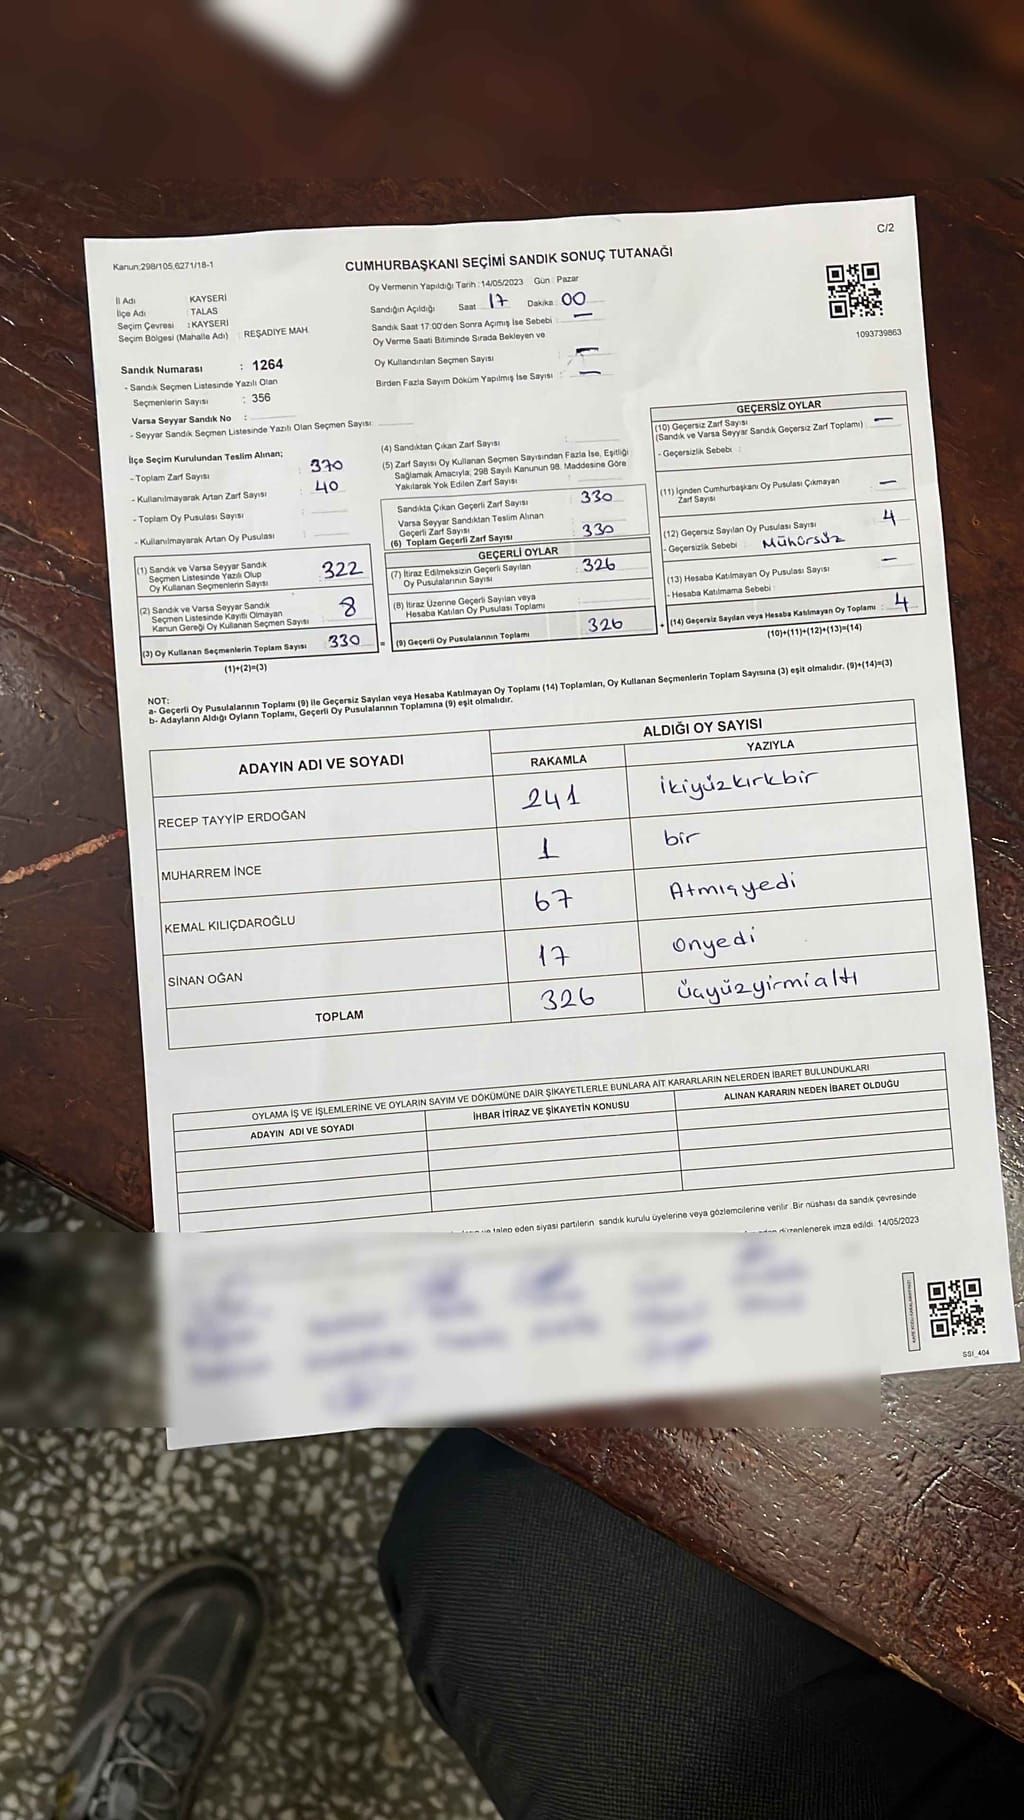 C/2
Kanun:298/105,6271/18-1
CUMHURBAŞKANI SEÇİMİ SANDIK SONUÇ TUTANAĞI
Oy Vermenin Yapıldığı Tarih :14/05/2023 Gün : Pazar
İl Adı : KAYSERİ
İlçe Adı : TALAS
Seçim Çevresi : KAYSERİ
Seçim Bölgesi (Mahalle Adı) : REŞADİYE MAH.
Sandık Numarası : 1264
- Sandık Seçmen Listesinde Yazılı Olan
Seçmenlerin Sayısı : 356
Varsa Seyyar Sandık No :
- Seyyar Sandık Seçmen Listesinde Yazılı Olan Seçmen Sayısı:
Sandığın Açıldığı Saat 17 Dakika : 00
Sandık Saat 17:00'den Sonra Açımış İse Sebebi : —
Oy Verme Saati Bitiminde Sırada Bekleyen ve
Oy Kullandırılan Seçmen Sayısı : —
Birden Fazla Sayım Döküm Yapılmış İse Sayısı : —
1093739863
İlçe Seçim Kurulundan Teslim Alınan;
- Toplam Zarf Sayısı : 370
- Kullanılmayarak Artan Zarf Sayısı : 40
- Toplam Oy Pusulası Sayısı :
- Kullanılmayarak Artan Oy Pusulası :
(1) Sandık ve Varsa Seyyar Sandık
Seçmen Listesinde Yazılı Olup
Oy Kullanan Seçmenlerin Sayısı : 322
(2) Sandık ve Varsa Seyyar Sandık
Seçmen Listesinde Kayıtlı Olmayan
Kanun Gereği Oy Kullanan Seçmen Sayısı : 8
(3) Oy Kullanan Seçmenlerin Toplam Sayısı : 330
(1)+(2)=(3)
(4) Sandıktan Çıkan Zarf Sayısı :
(5) Zarf Sayısı Oy Kullanan Seçmen Sayısından Fazla İse, Eşitliği
Sağlamak Amacıyla; 298 Sayılı Kanunun 98. Maddesine Göre
Yakılarak Yok Edilen Zarf Sayısı :
Sandıkta Çıkan Geçerli Zarf Sayısı : 330
Varsa Seyyar Sandıktan Teslim Alınan
Geçerli Zarf Sayısı :
(6) Toplam Geçerli Zarf Sayısı : 330
GEÇERLİ OYLAR
(7) İtiraz Edilmeksizin Geçerli Sayılan
Oy Pusulalarının Sayısı : 326
(8) İtiraz Üzerine Geçerli Sayılan veya
Hesaba Katılan Oy Pusulası Toplamı :
= (9) Geçerli Oy Pusulalarının Toplamı : 326
GEÇERSİZ OYLAR
(10) Geçersiz Zarf Sayısı
(Sandık ve Varsa Seyyar Sandık Geçersiz Zarf Toplamı) : —
- Geçersizlik Sebebi :
(11) İçinden Cumhurbaşkanı Oy Pusulası Çıkmayan
Zarf Sayısı : —
(12) Geçersiz Sayılan Oy Pusulası Sayısı : 4
- Geçersizlik Sebebi : Mühürsüz
(13) Hesaba Katılmayan Oy Pusulası Sayısı : —
- Hesaba Katılmama Sebebi :
+ (14) Geçersiz Sayılan veya Hesaba Katılmayan Oy Toplamı : 4
(10)+(11)+(12)+(13)=(14)
NOT:
a- Geçerli Oy Pusulalarının Toplamı (9) ile Geçersiz Sayılan veya Hesaba Katılmayan Oy Toplamı (14) Toplamları, Oy Kullanan Seçmenlerin Toplam Sayısına (3) eşit olmalıdır. (9)+(14)=(3)
b- Adayların Aldığı Oyların Toplamı, Geçerli Oy Pusulalarının Toplamına (9) eşit olmalıdır.
ADAYIN ADI VE SOYADI ALDIĞI OY SAYISI
RAKAMLA YAZIYLA
RECEP TAYYİP ERDOĞAN 241 ikiyüzkırkbir
MUHARREM İNCE 1 bir
KEMAL KILIÇDAROĞLU 67 Atmışyedi
SİNAN OĞAN 17 Onyedi
TOPLAM 326 üçyüzyirmialtı
OYLAMA İŞ VE İŞLEMLERİNE VE OYLARIN SAYIM VE DÖKÜMÜNE DAİR ŞİKAYETLERLE BUNLARA AİT KARARLARIN NELERDEN İBARET BULUNDUKLARI
ADAYIN ADI VE SOYADI İHBAR İTİRAZ VE ŞİKAYETİN KONUSU ALINAN KARARIN NEDEN İBARET OLDUĞU
talep eden siyasi partilerin sandık kurulu üyelerine veya gözlemcilerine verilir .Bir nüshası da sandık çevresinde
düzenlenerek imza edildi. 14/05/2023
SSI_404